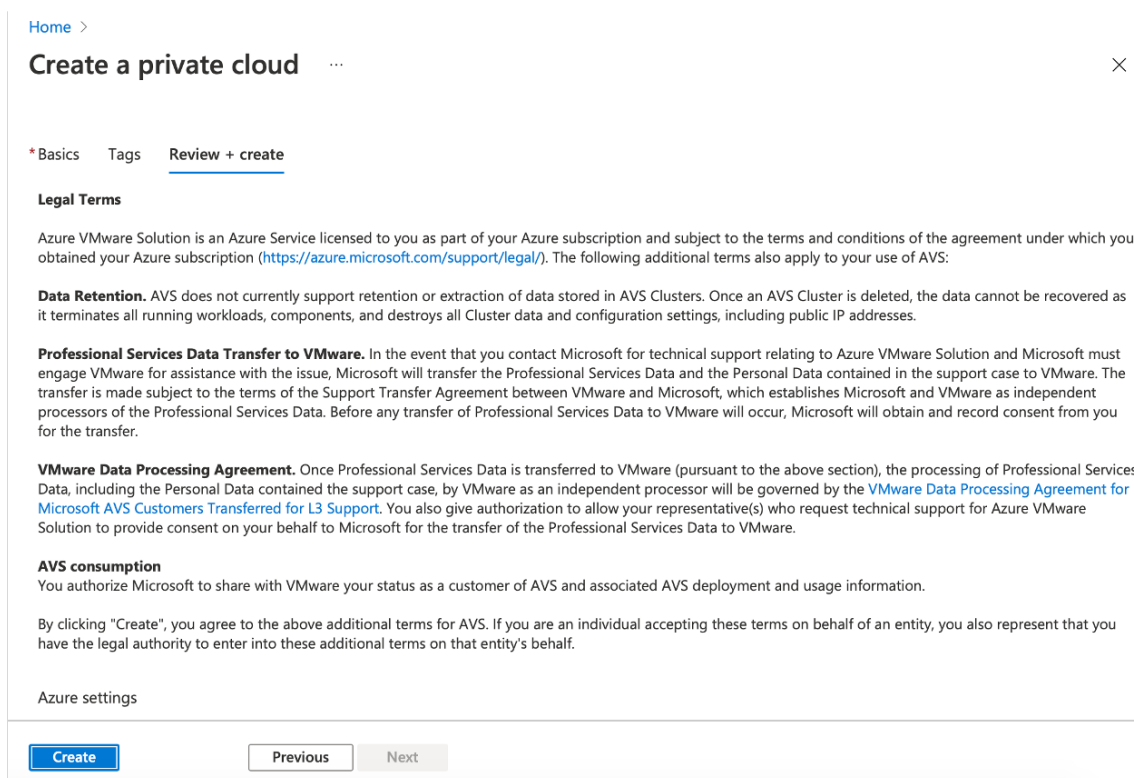 Home >
Create a private cloud ...
* Basics Tags Review + create
Legal Terms
Azure VMware Solution is an Azure Service licensed to you as part of your Azure subscription and subject to the terms and conditions of the agreement under which you
obtained your Azure subscription (https://azure.microsoft.com/support/legal/). The following additional terms also apply to your use of AVS:
Data Retention. AVS does not currently support retention or extraction of data stored in AVS Clusters. Once an AVS Cluster is deleted, the data cannot be recovered as
it terminates all running workloads, components, and destroys all Cluster data and configuration settings, including public IP addresses.
Professional Services Data Transfer to VMware. In the event that you contact Microsoft for technical support relating to Azure VMware Solution and Microsoft must
engage VMware for assistance with the issue, Microsoft will transfer the Professional Services Data and the Personal Data contained in the support case to VMware. The
transfer is made subject to the terms of the Support Transfer Agreement between VMware and Microsoft, which establishes Microsoft and VMware as independent
processors of the Professional Services Data. Before any transfer of Professional Services Data to VMware will occur, Microsoft will obtain and record consent from you
for the transfer.
VMware Data Processing Agreement. Once Professional Services Data is transferred to VMware (pursuant to the above section), the processing of Professional Services
Data, including the Personal Data contained the support case, by VMware as an independent processor will be governed by the VMware Data Processing Agreement for
Microsoft AVS Customers Transferred for L3 Support. You also give authorization to allow your representative(s) who request technical support for Azure VMware
Solution to provide consent on your behalf to Microsoft for the transfer of the Professional Services Data to VMware.
AVS consumption
You authorize Microsoft to share with VMware your status as a customer of AVS and associated AVS deployment and usage information.
By clicking "Create", you agree to the above additional terms for AVS. If you are an individual accepting these terms on behalf of an entity, you also represent that you
have the legal authority to enter into these additional terms on that entity's behalf.
Azure settings
Create Previous Next